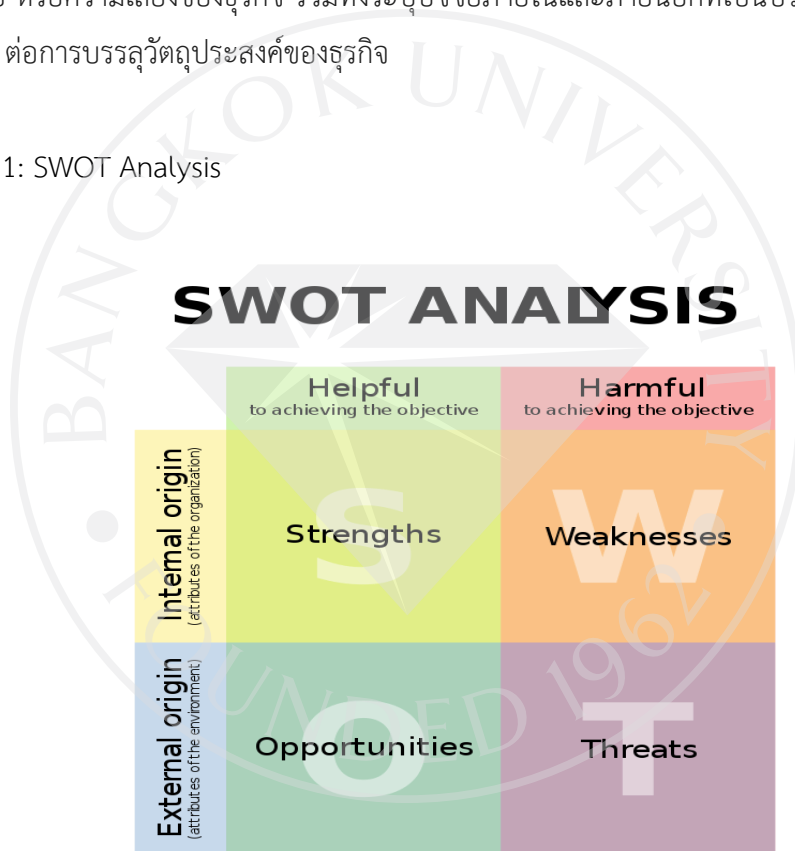 ต่อการบรรลุวัตถุประสงค์ของธุรกิจ
1: SWOT Analysis
SWOT ANALYSIS
Helpful
to achieving the objective
Harmful
to achieving the objective
Internal origin
(attributes of the organization)
S
Strengths
W
Weaknesses
External origin
(attributes of the environment)
O
Opportunities
T
Threats
BANGKOK UNIVERSITY
FOUNDED 1962